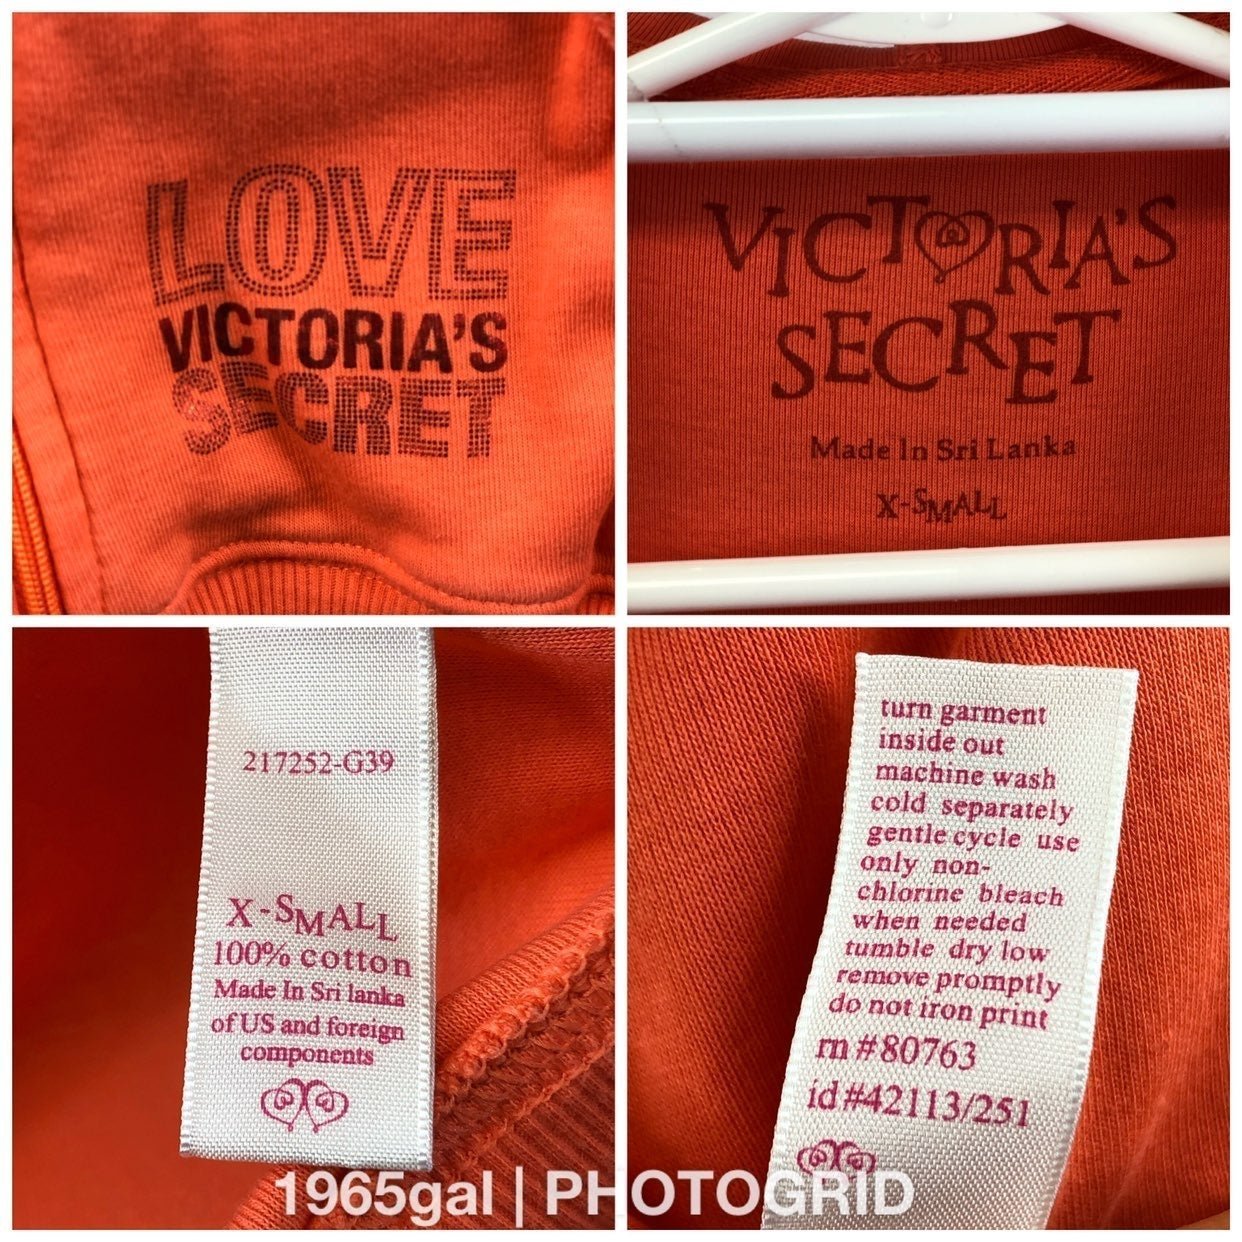 LOVE
VICTORIA'S
SECRET
VICTORIA'S
SECRET
Made In Sri Lanka
X-SMALL
217252-G39
X-SMALL
100% cotton
Made In Sri lanka
of US and foreign
components
turn garment
inside out
machine wash
cold separately
gentle cycle use
only non-
chlorine bleach
when needed
tumble dry low
remove promptly
do not iron print
rn #80763
id #42113/251
1965gal | PHOTOGRID